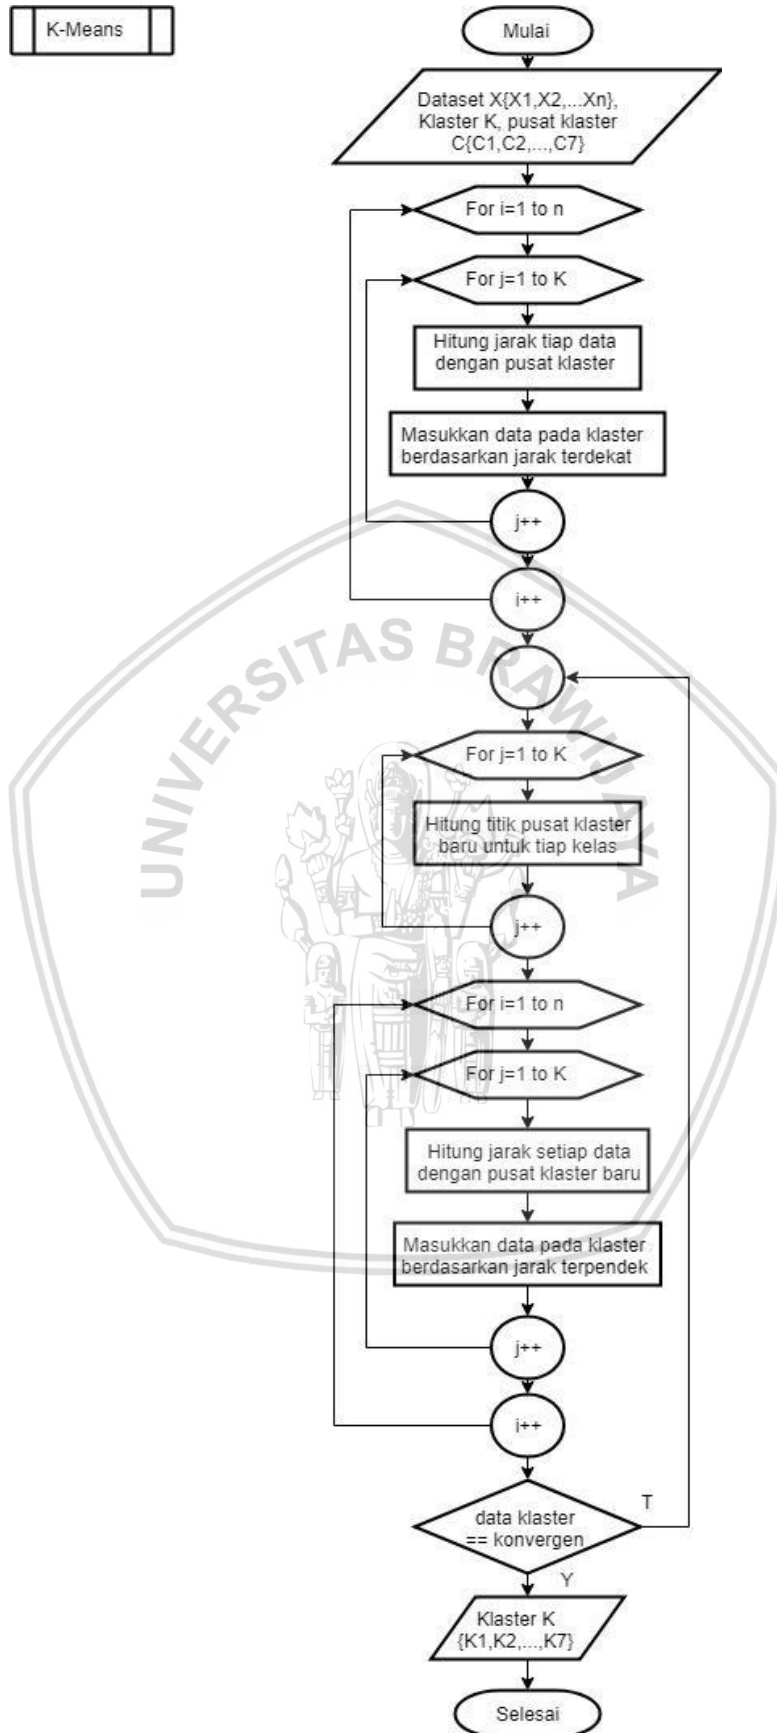 K-Means
Mulai
Dataset X{X1,X2,...Xn},
Klaster K, pusat klaster
C{C1,C2,...,C7}
For i=1 to n
For j=1 to K
Hitung jarak tiap data
dengan pusat klaster
Masukkan data pada klaster
berdasarkan jarak terdekat
j++
i++
UNIVERSITAS BRAWIJAYA
For j=1 to K
Hitung titik pusat klaster
baru untuk tiap kelas
j++
For i=1 to n
For j=1 to K
Hitung jarak setiap data
dengan pusat klaster baru
Masukkan data pada klaster
berdasarkan jarak terpendek
j++
i++
data klaster
== konvergen
T
Y
Klaster K
{K1,K2,...,K7}
Selesai